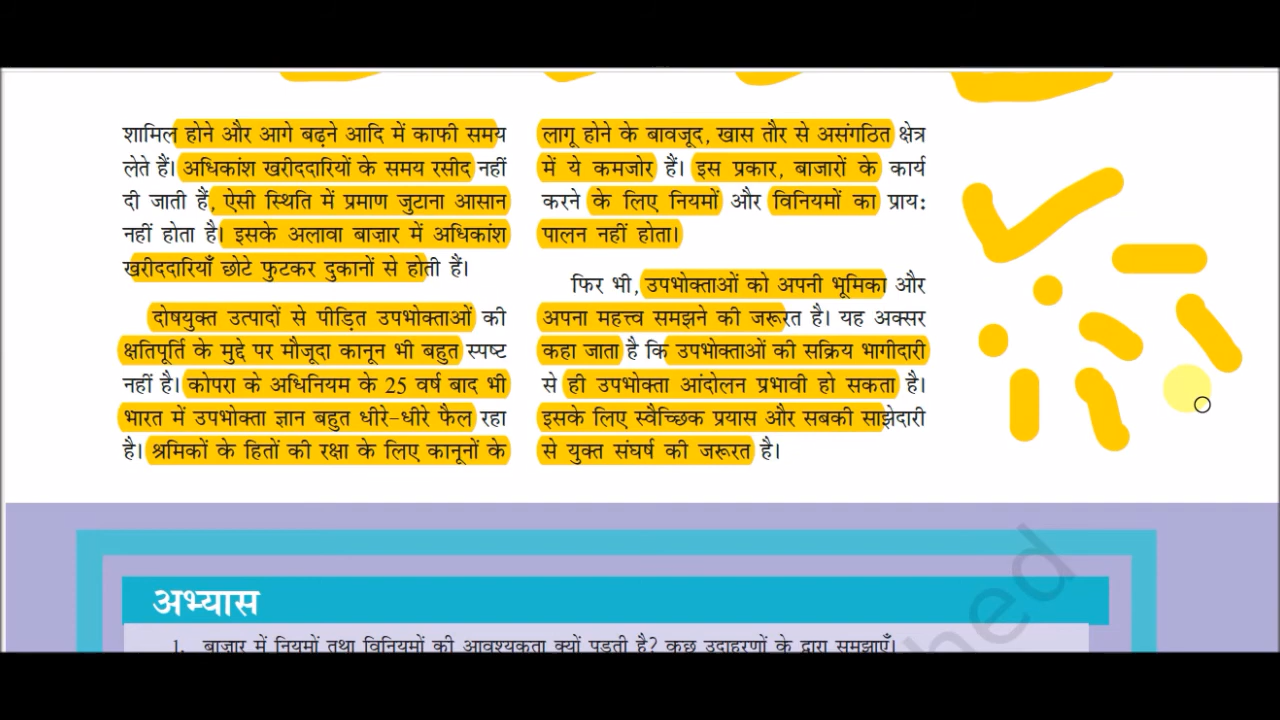 शामिल होने और आगे बढ़ने आदि में काफी समय
लेते हैं। अधिकांश खरीददारियों के समय रसीद नहीं
दी जाती हैं, ऐसी स्थिति में प्रमाण जुटाना आसान
नहीं होता है। इसके अलावा बाज़ार में अधिकांश
खरीददारियाँ छोटे फुटकर दुकानों से होती हैं।
दोषयुक्त उत्पादों से पीड़ित उपभोक्ताओं की
क्षतिपूर्ति के मुद्दे पर मौजूदा कानून भी बहुत स्पष्ट
नहीं है। कोपरा के अधिनियम के 25 वर्ष बाद भी
भारत में उपभोक्ता ज्ञान बहुत धीरे-धीरे फैल रहा
है। श्रमिकों के हितों की रक्षा के लिए कानूनों के
लागू होने के बावजूद, खास तौर से असंगठित क्षेत्र
में ये कमजोर हैं। इस प्रकार, बाजारों के कार्य
करने के लिए नियमों और विनियमों का प्राय:
पालन नहीं होता।
फिर भी, उपभोक्ताओं को अपनी भूमिका और
अपना महत्त्व समझने की जरूरत है। यह अक्सर
कहा जाता है कि उपभोक्ताओं की सक्रिय भागीदारी
से ही उपभोक्ता आंदोलन प्रभावी हो सकता है।
इसके लिए स्वैच्छिक प्रयास और सबकी साझेदारी
से युक्त संघर्ष की जरूरत है।
अभ्यास
1. बाज़ार में नियमों तथा विनियमों की आवश्यकता क्यों पड़ती है? कुछ उदाहरणों के द्वारा समझाएँ।